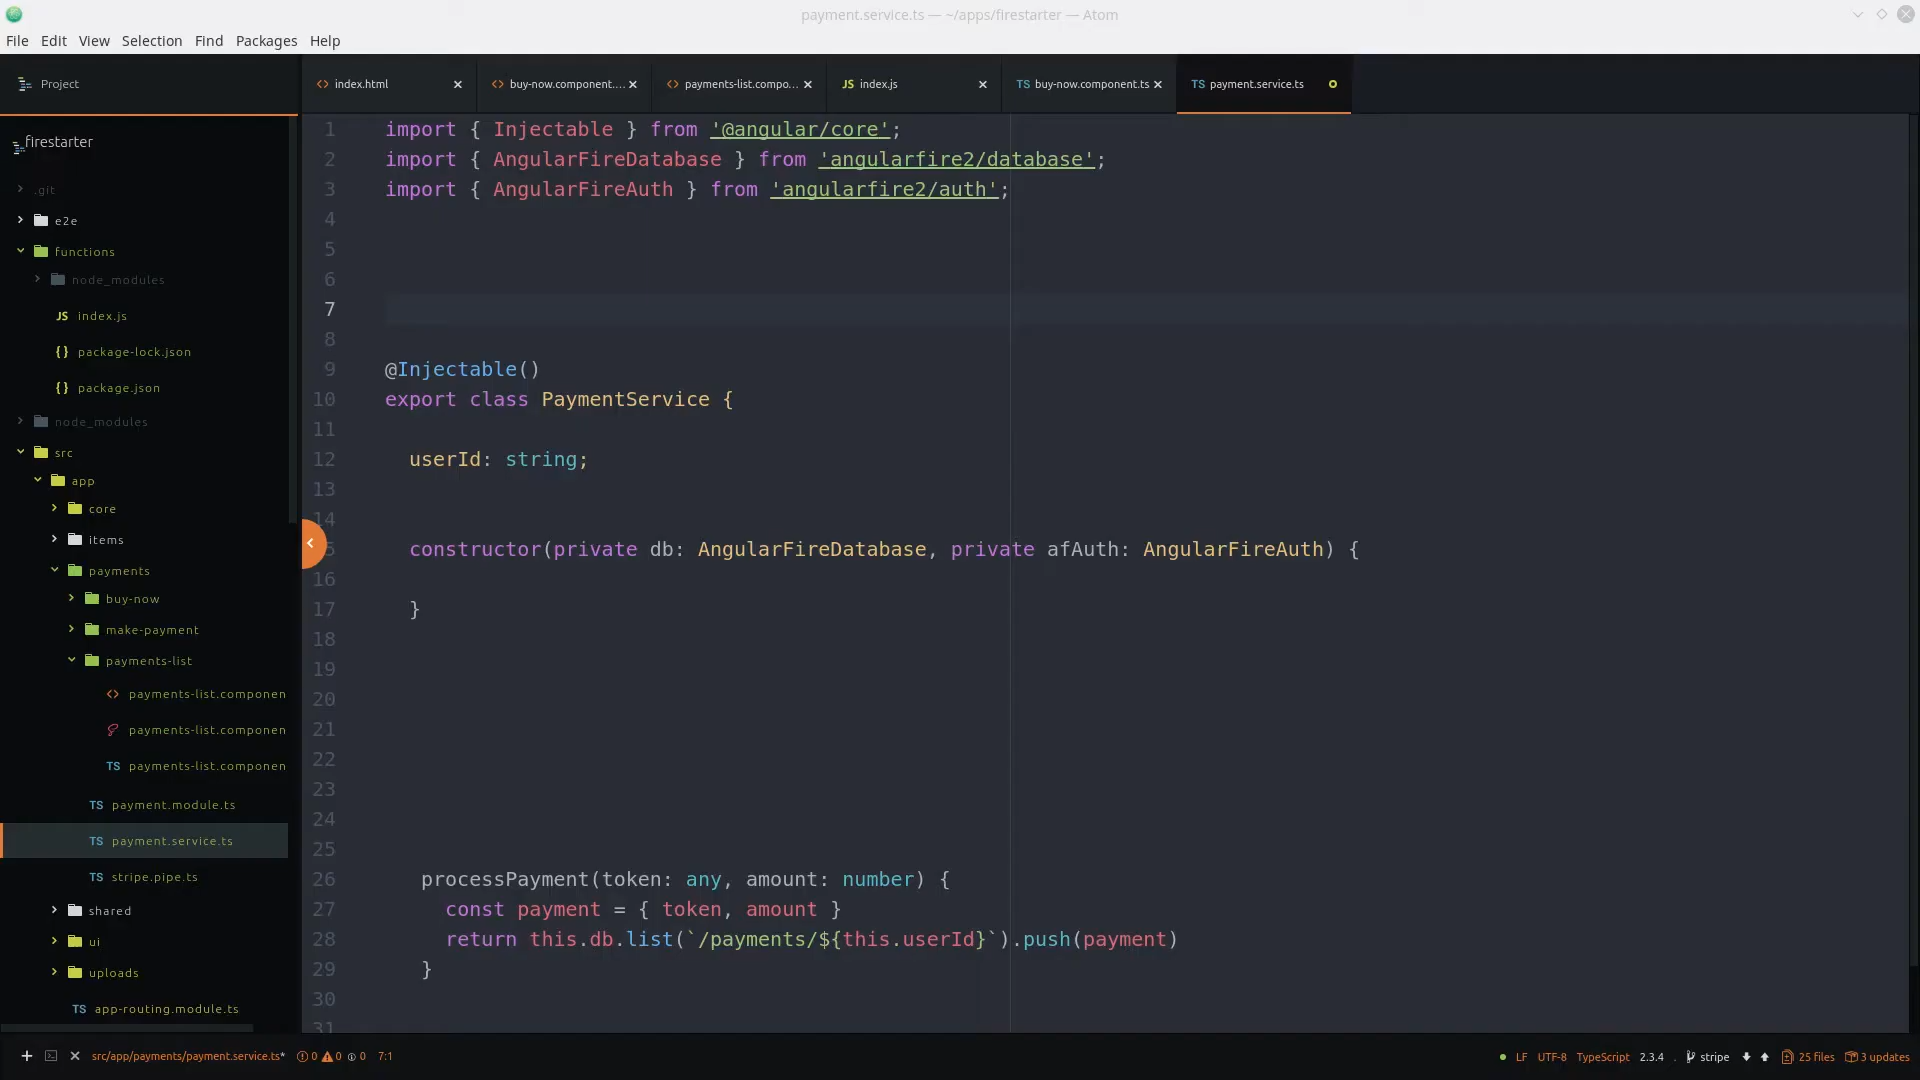 payment.service.ts — ~/apps/firestarter — Atom
File Edit View Selection Find Packages Help
Project
index.html
buy-now.component....
payments-list.compo...
JS index.js
TS buy-now.component.ts
TS payment.service.ts
firestarter
.git
e2e
functions
node_modules
JS index.js
{} package-lock.json
{} package.json
node_modules
src
app
core
items
payments
buy-now
make-payment
payments-list
<> payments-list.componen
payments-list.componen
TS payments-list.componen
TS payment.module.ts
TS payment.service.ts
TS stripe.pipe.ts
shared
ui
uploads
TS app-routing.module.ts
1 import { Injectable } from '@angular/core';
2 import { AngularFireDatabase } from 'angularfire2/database';
3 import { AngularFireAuth } from 'angularfire2/auth';
4
5
6
7
8
9 @Injectable()
10 export class PaymentService {
11
12 userId: string;
13
14
5 constructor(private db: AngularFireDatabase, private afAuth: AngularFireAuth) {
16
17 }
18
19
20
21
22
23
24
25
26 processPayment(token: any, amount: number) {
27 const payment = { token, amount }
28 return this.db.list(`/payments/${this.userId}`).push(payment)
29 }
30
31
src/app/payments/payment.service.ts* 0 0 0 7:1
LF UTF-8 TypeScript 2.3.4 . stripe 25 files 3 updates